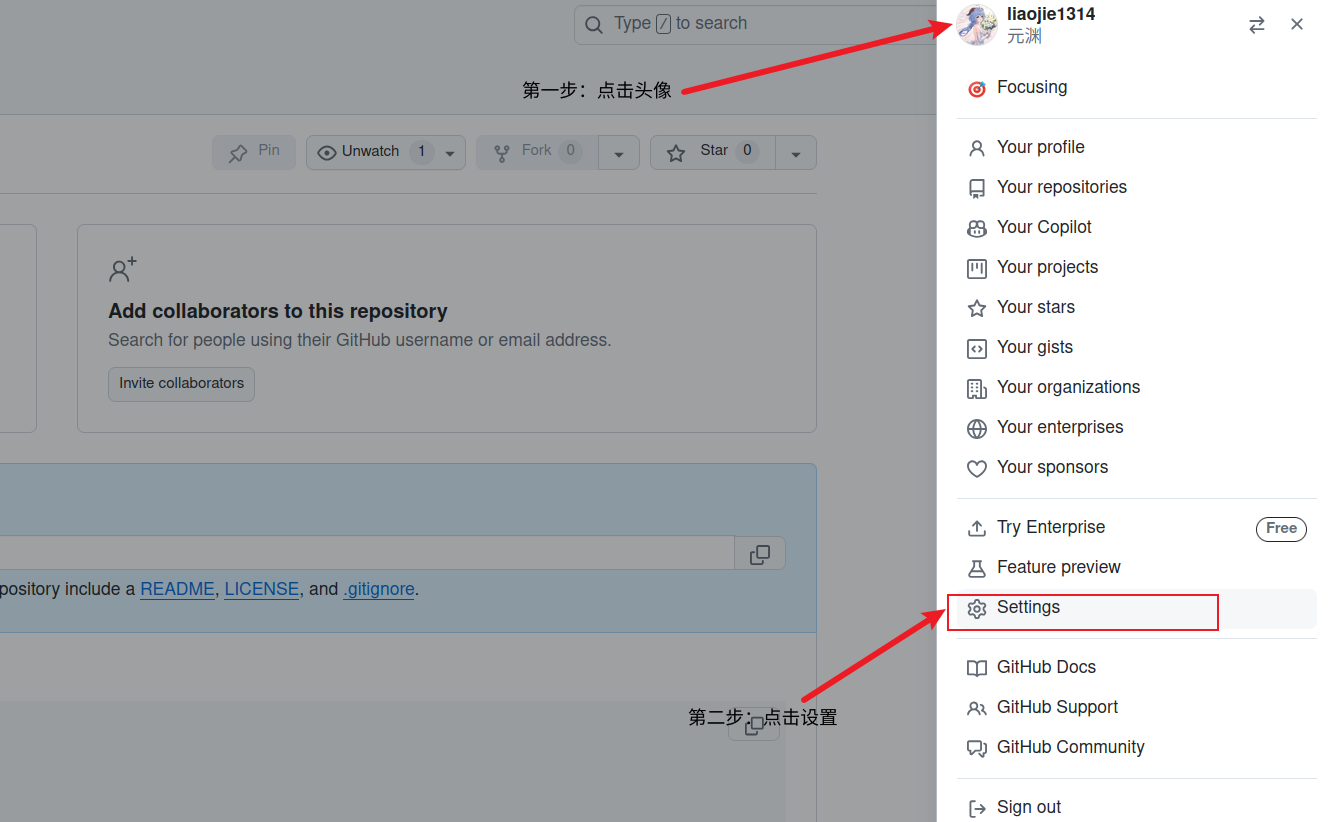 Type / to search
liaojie1314
元渊
第一步：点击头像
Focusing
Pin
Unwatch 1
Fork 0
Star 0
Your profile
Your repositories
Your Copilot
Your projects
Your stars
Your gists
Your organizations
Your enterprises
Your sponsors
Add collaborators to this repository
Search for people using their GitHub username or email address.
Invite collaborators
Try Enterprise Free
Feature preview
Settings
pository include a README, LICENSE, and .gitignore.
第二步：点击设置
GitHub Docs
GitHub Support
GitHub Community
Sign out